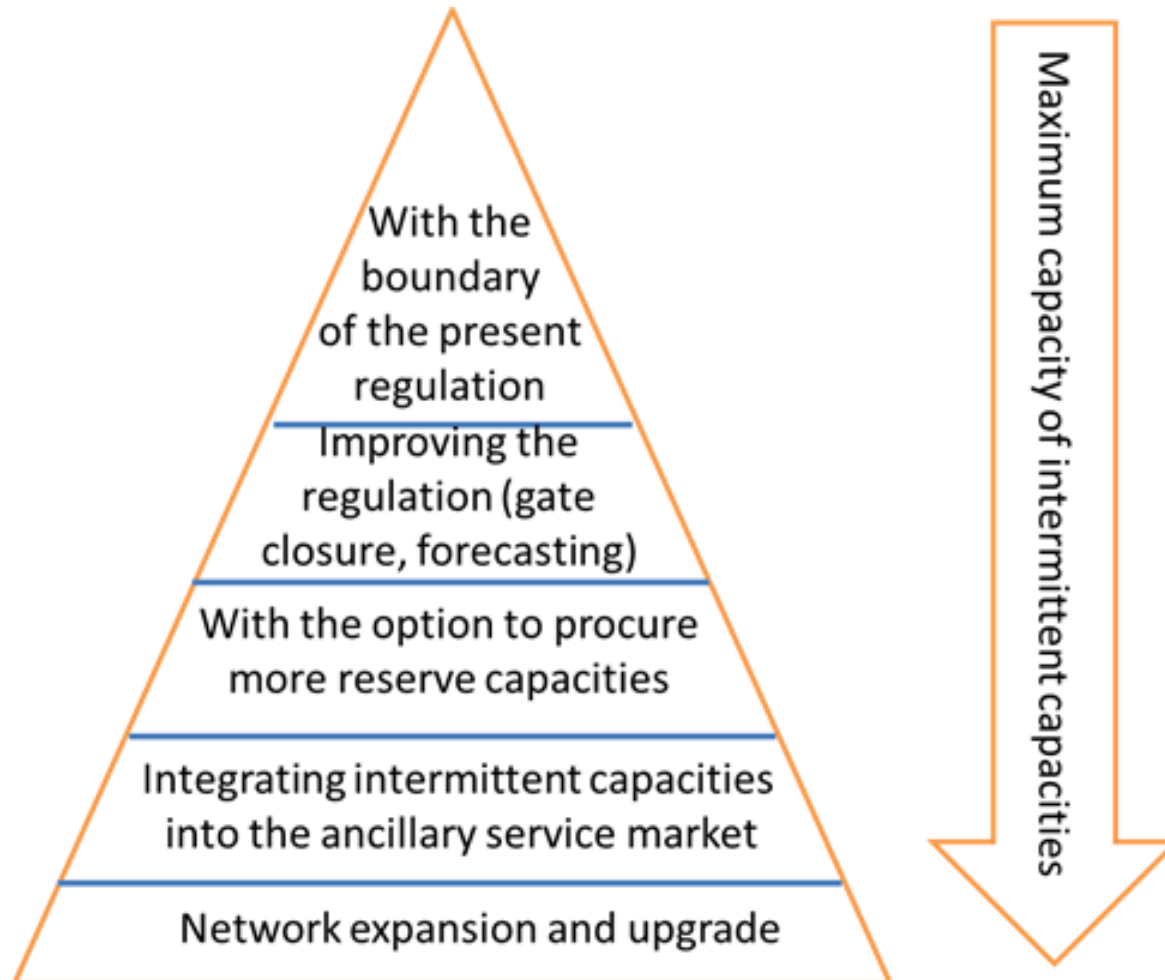 With the
boundary
of the present
regulation
Improving the
regulation (gate
closure, forecasting)
With the option to procure
more reserve capacities
Integrating intermittent capacities
into the ancillary service market
Network expansion and upgrade
Maximum capacity of intermittent capacities